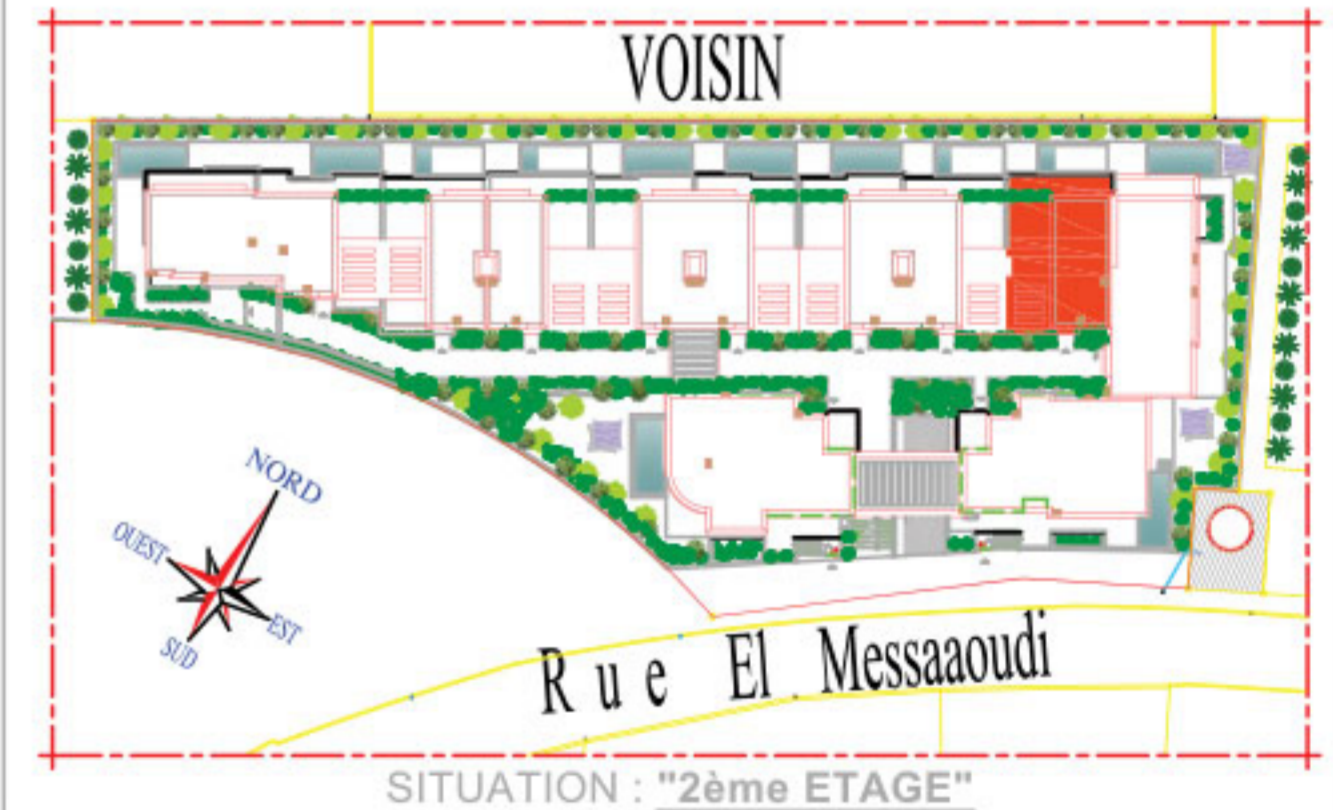 VOISIN
NORD
OUEST
EST
SUD
Rue El Messaaoudi
SITUATION : "2ème ETAGE"